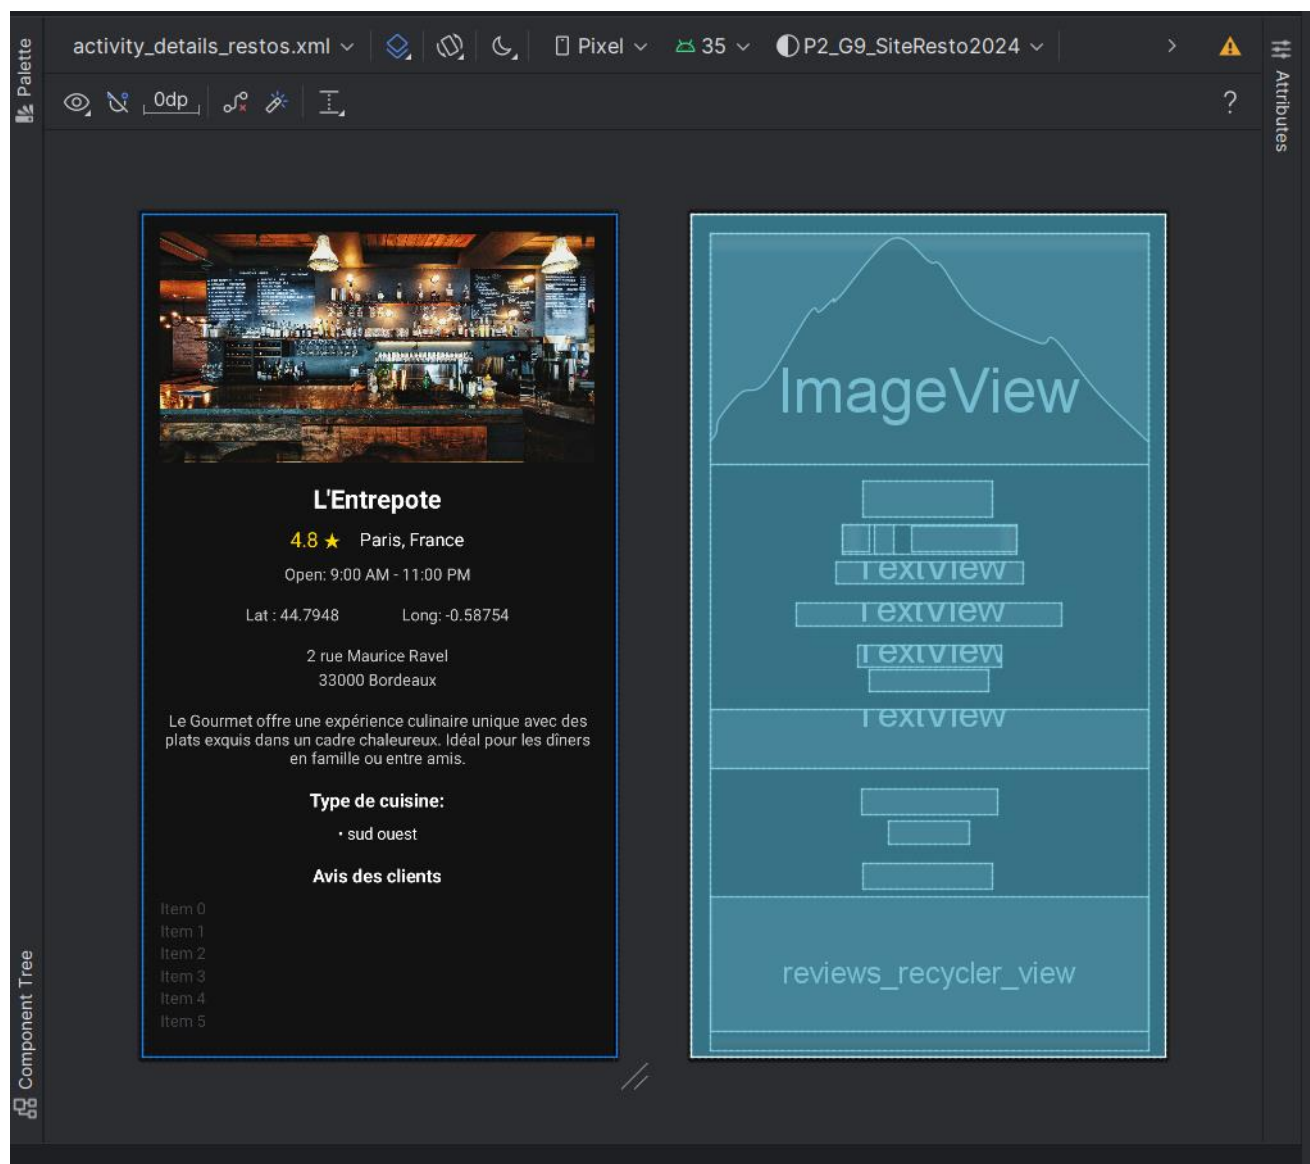 activity_details_restos.xml Pixel 35 P2_G9_SiteResto2024
Palette
0dp
?
Attributes
L'Entrepote
4.8 ★ Paris, France
Open: 9:00 AM - 11:00 PM
Lat : 44.7948 Long: -0.58754
2 rue Maurice Ravel
33000 Bordeaux
Le Gourmet offre une expérience culinaire unique avec des
plats exquis dans un cadre chaleureux. Idéal pour les dîners
en famille ou entre amis.
Type de cuisine:
• sud ouest
Avis des clients
Item 0
Item 1
Item 2
Item 3
Item 4
Item 5
ImageView
TextView
TextView
TextView
TextView
reviews_recycler_view
Component Tree